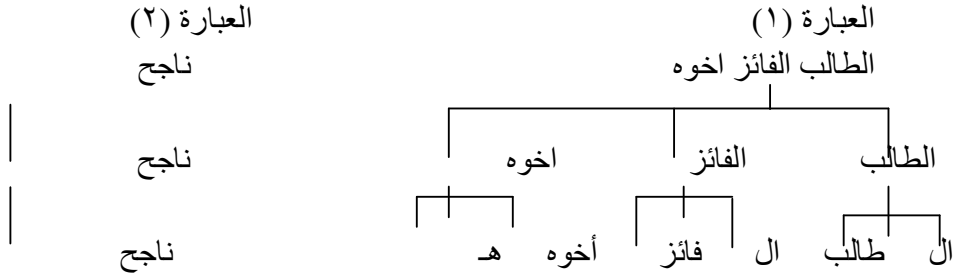 العبارة (١) العبارة (٢)
الطالب الفائز اخوه ناجح
الطالب الفائز اخوه ناجح
ال طالب ال فائز أخوه هـ ناجح